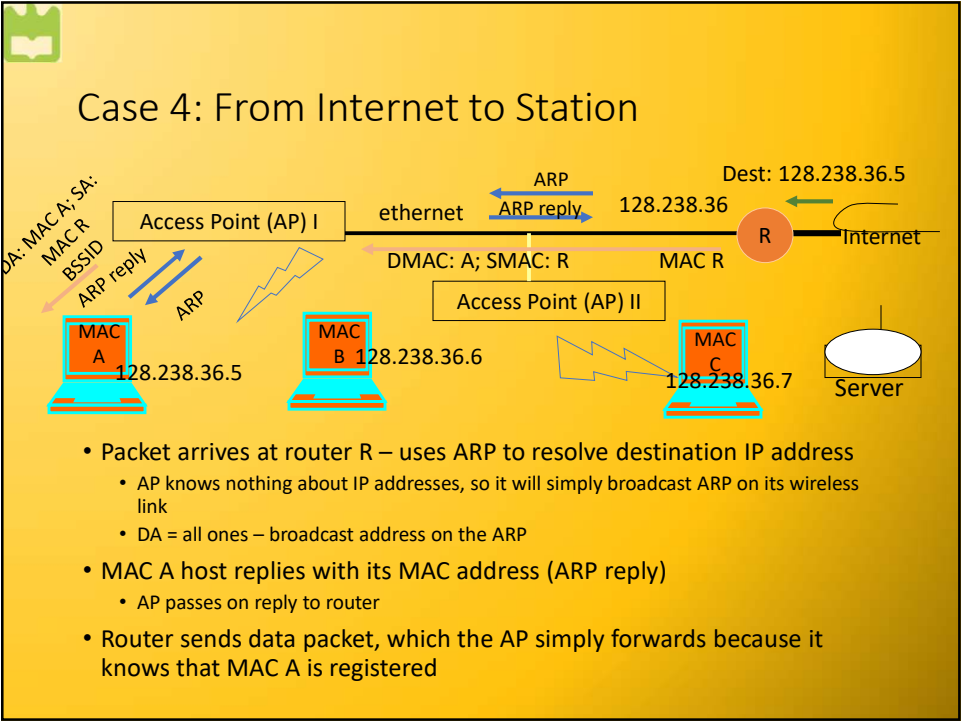 Case 4: From Internet to Station
DA: MAC A; SA:
MAC R
BSSID
ARP reply
ARP
Access Point (AP) I
ethernet
ARP
ARP reply
128.238.36
Dest: 128.238.36.5
R
Internet
DMAC: A; SMAC: R
MAC R
Access Point (AP) II
MAC
A
128.238.36.5
MAC
B
128.238.36.6
MAC
C
128.238.36.7
Server
• Packet arrives at router R – uses ARP to resolve destination IP address
• AP knows nothing about IP addresses, so it will simply broadcast ARP on its wireless
link
• DA = all ones – broadcast address on the ARP
• MAC A host replies with its MAC address (ARP reply)
• AP passes on reply to router
• Router sends data packet, which the AP simply forwards because it
knows that MAC A is registered